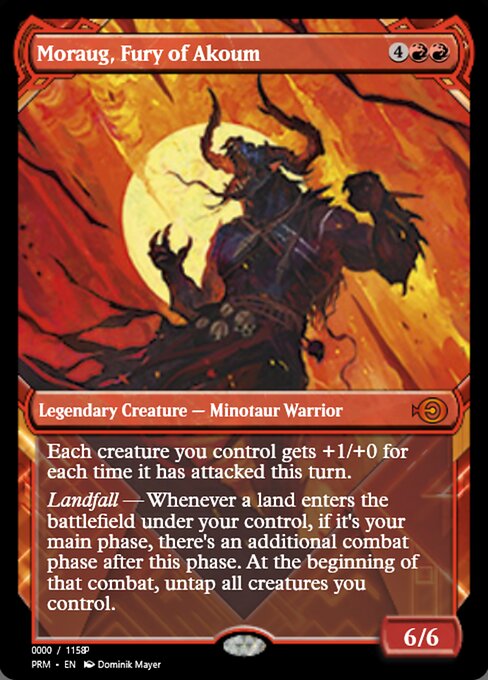 Moraug, Fury of Akoum 4
Legendary Creature — Minotaur Warrior
Each creature you control gets +1/+0 for
each time it has attacked this turn.
Landfall — Whenever a land enters the
battlefield under your control, if it's your
main phase, there's an additional combat
phase after this phase. At the beginning of
that combat, untap all creatures you
control.
6/6
0000 / 1158P
PRM - EN Dominik Mayer